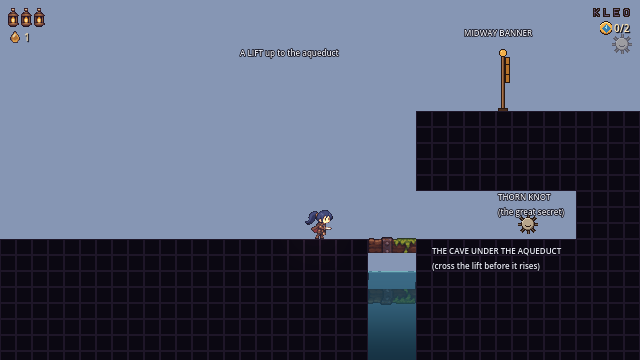 KLEO
0/2
1
MIDWAY BANNER
A LIFT up to the aqueduct
THORN KNOT
(the great secret)
THE CAVE UNDER THE AQUEDUCT
(cross the lift before it rises)